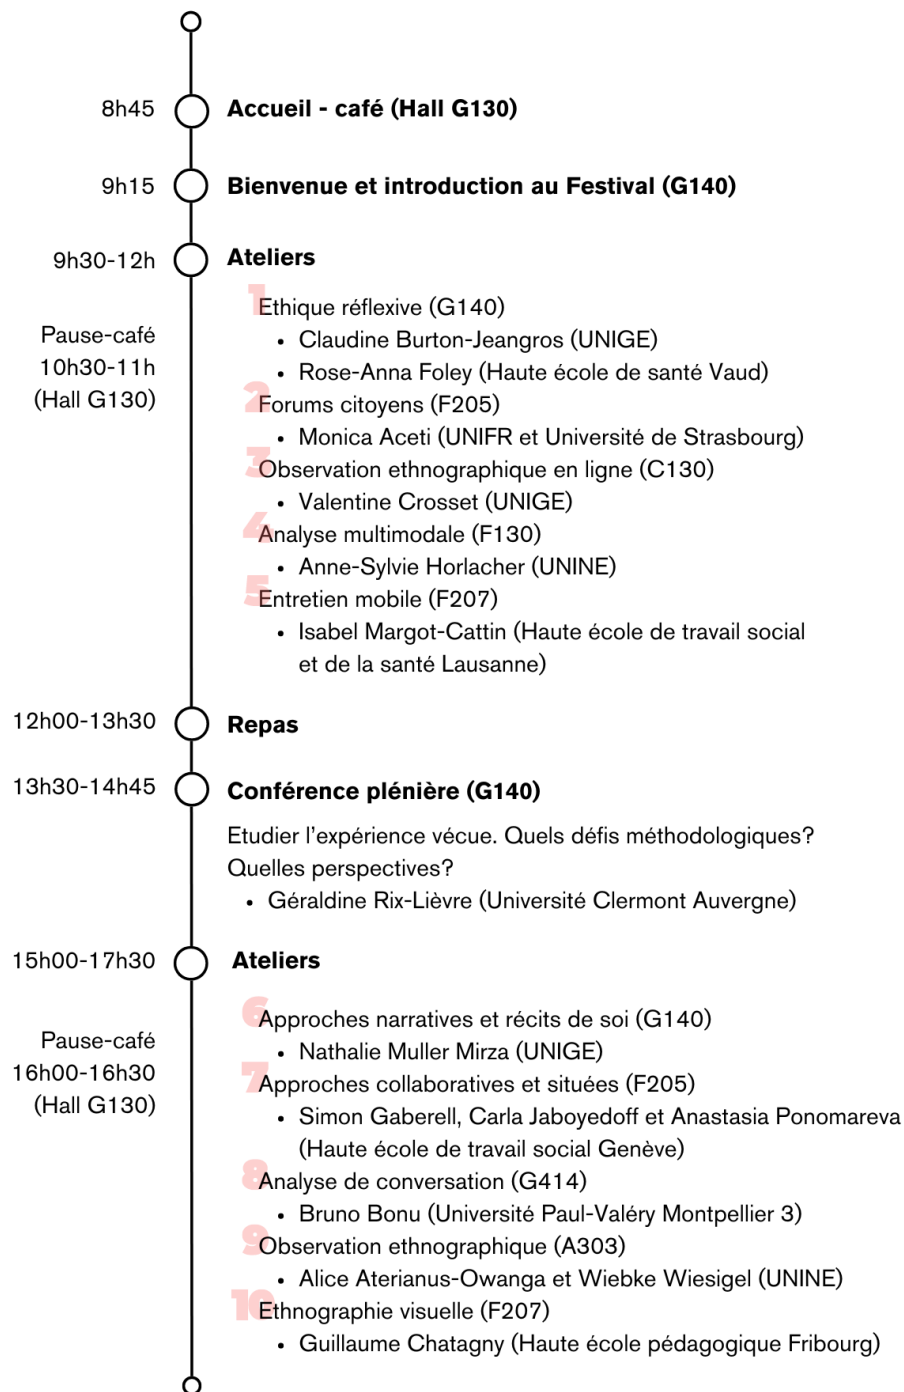 8h45
Accueil - café (Hall G130)
9h15
Bienvenue et introduction au Festival (G140)
9h30-12h
Ateliers
Pause-café
10h30-11h
(Hall G130)
1
Ethique réflexive (G140)
• Claudine Burton-Jeangros (UNIGE)
• Rose-Anna Foley (Haute école de santé Vaud)
2
Forums citoyens (F205)
• Monica Aceti (UNIFR et Université de Strasbourg)
3
Observation ethnographique en ligne (C130)
• Valentine Crosset (UNIGE)
4
Analyse multimodale (F130)
• Anne-Sylvie Horlacher (UNINE)
5
Entretien mobile (F207)
• Isabel Margot-Cattin (Haute école de travail social
et de la santé Lausanne)
12h00-13h30
Repas
13h30-14h45
Conférence plénière (G140)
Etudier l’expérience vécue. Quels défis méthodologiques?
Quelles perspectives?
• Géraldine Rix-Lièvre (Université Clermont Auvergne)
15h00-17h30
Ateliers
Pause-café
16h00-16h30
(Hall G130)
6
Approches narratives et récits de soi (G140)
• Nathalie Muller Mirza (UNIGE)
7
Approches collaboratives et situées (F205)
• Simon Gaberell, Carla Jaboyedoff et Anastasia Ponomareva
(Haute école de travail social Genève)
8
Analyse de conversation (G414)
• Bruno Bonu (Université Paul-Valéry Montpellier 3)
9
Observation ethnographique (A303)
• Alice Aterianus-Owanga et Wiebke Wiesigel (UNINE)
10
Ethnographie visuelle (F207)
• Guillaume Chatagny (Haute école pédagogique Fribourg)